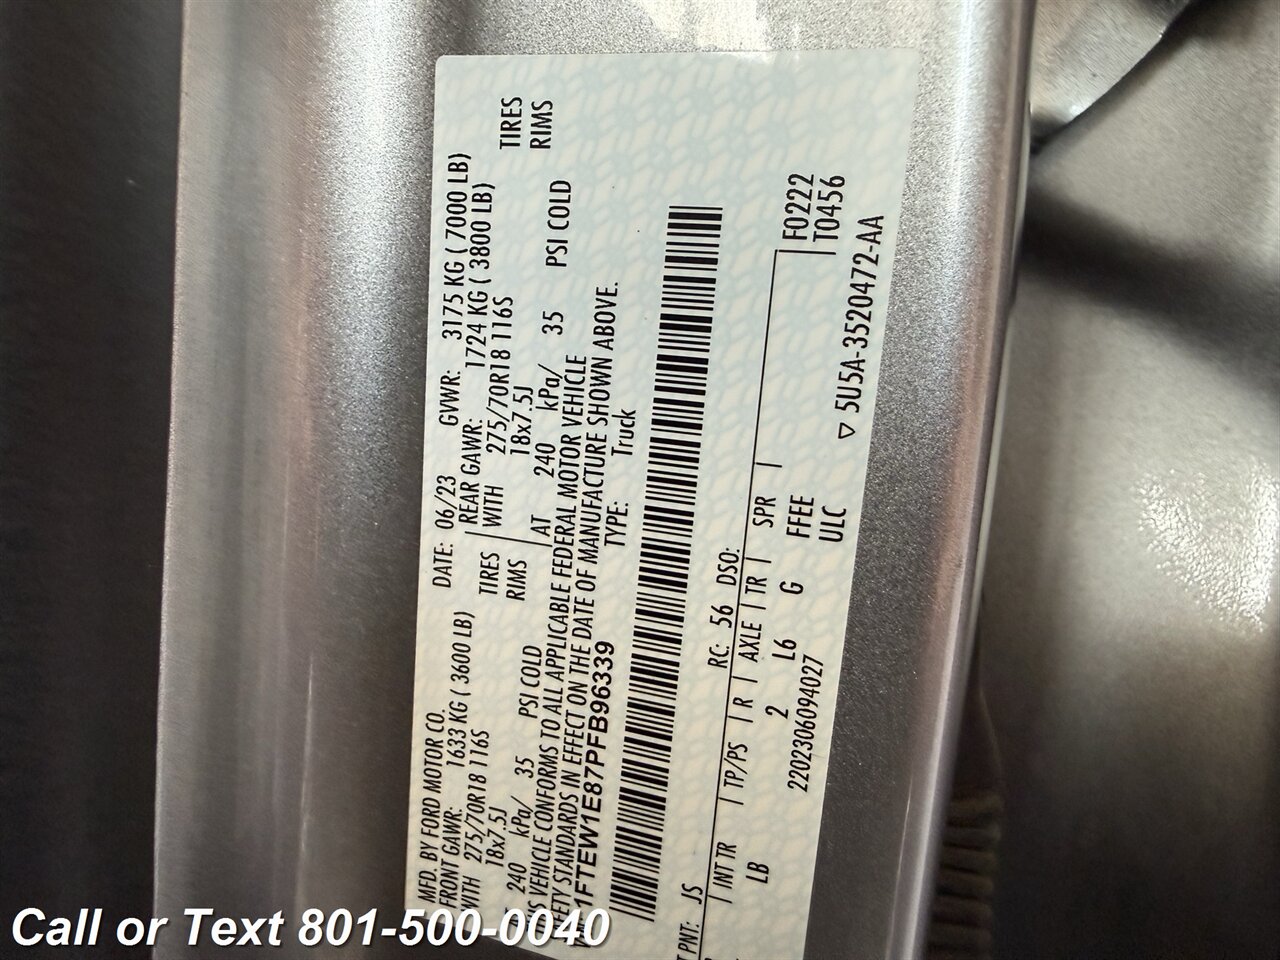 MFD. BY FORD MOTOR CO.
DATE: 06/23 GVWR: 3175 KG ( 7000 LB)
FRONT GAWR: 1633 KG ( 3600 LB) REAR GAWR: 1724 KG ( 3800 LB)
WITH 275/70R18 116S TIRES WITH 275/70R18 116S TIRES
18x7.5J RIMS 18x7.5J RIMS
240 kPa/ 35 PSI COLD AT 240 kPa/ 35 PSI COLD
VEHICLE CONFORMS TO ALL APPLICABLE FEDERAL MOTOR VEHICLE
STANDARDS IN EFFECT ON THE DATE OF MANUFACTURE SHOWN ABOVE.
1FTEW1E87PFB96339 TYPE: Truck
PNT: JS RC: 56 DSO: F0222
INT TR TP/PS R AXLE TR SPR T0456
LB 2 L6 G FFEE
2202306094027 ULC
▽ 5U5A-3520472-AA
Call or Text 801-500-0040